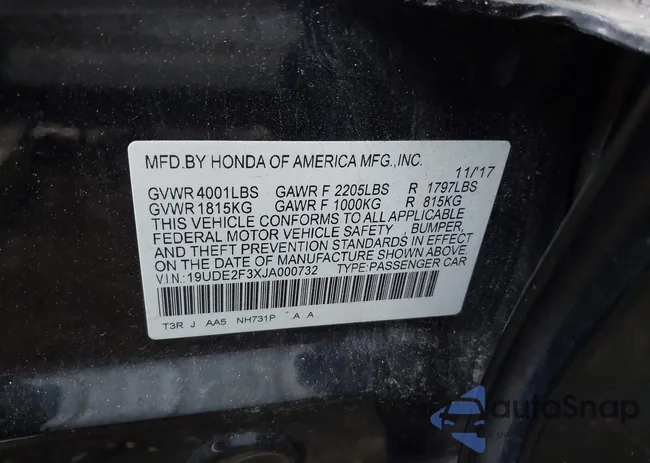 MFD.BY HONDA OF AMERICA MFG.,INC. 11/'17
GVWR 4001LBS GAWR F 2205LBS R 1797LBS
GVWR 1815KG GAWR F 1000KG R 815KG
THIS VEHICLE CONFORMS TO ALL APPLICABLE
FEDERAL MOTOR VEHICLE SAFETY , BUMPER,
AND THEFT PREVENTION STANDARDS IN EFFECT
ON THE DATE OF MANUFACTURE SHOWN ABOVE.
V.I.N.: 19UDE2F3XJA000732 TYPE:PASSENGER CAR
T3R J AA5 NH731P A A
autoSnap